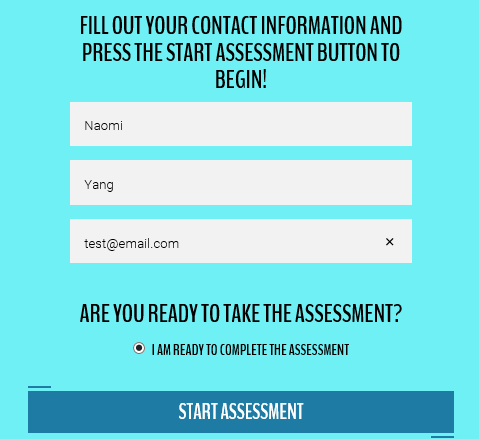 FILL OUT YOUR CONTACT INFORMATION AND
PRESS THE START ASSESSMENT BUTTON TO
BEGIN!
Naomi
Yang
test@email.com ×
ARE YOU READY TO TAKE THE ASSESSMENT?
I AM READY TO COMPLETE THE ASSESSMENT
START ASSESSMENT